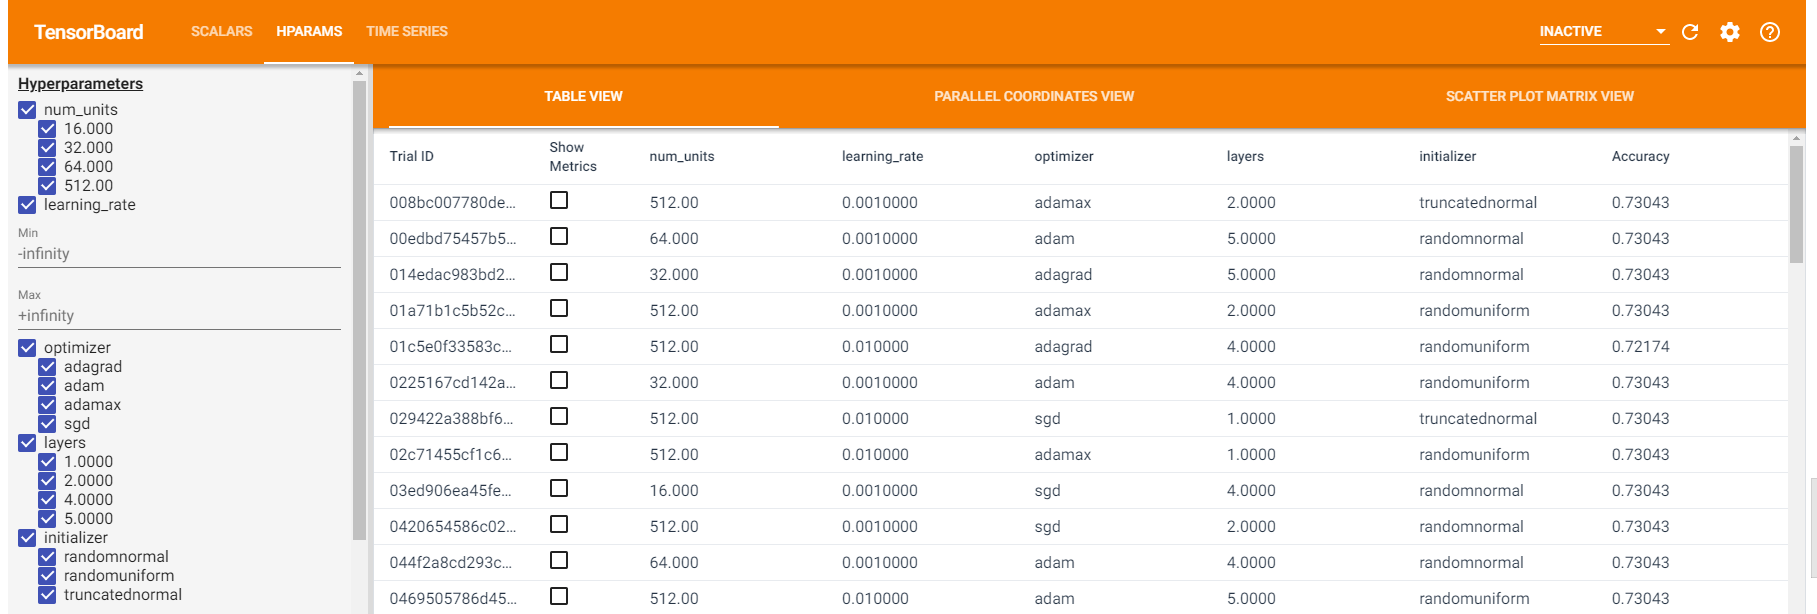 TensorBoard SCALARS HPARAMS TIME SERIES INACTIVE
Hyperparameters
num_units
16.000
32.000
64.000
512.00
learning_rate
Min
-infinity
Max
+infinity
optimizer
adagrad
adam
adamax
sgd
layers
1.0000
2.0000
4.0000
5.0000
initializer
randomnormal
randomuniform
truncatednormal
TABLE VIEW PARALLEL COORDINATES VIEW SCATTER PLOT MATRIX VIEW
Trial ID Show Metrics num_units learning_rate optimizer layers initializer Accuracy
008bc007780de... 512.00 0.0010000 adamax 2.0000 truncatednormal 0.73043
00edbd75457b5... 64.000 0.0010000 adam 5.0000 randomnormal 0.73043
014edac983bd2... 32.000 0.0010000 adagrad 5.0000 randomnormal 0.73043
01a71b1c5b52c... 512.00 0.0010000 adamax 2.0000 randomuniform 0.73043
01c5e0f33583c... 512.00 0.010000 adagrad 4.0000 randomuniform 0.72174
0225167cd142a... 32.000 0.0010000 adam 4.0000 randomuniform 0.73043
029422a388bf6... 512.00 0.010000 sgd 1.0000 truncatednormal 0.73043
02c71455cf1c6... 512.00 0.010000 adamax 1.0000 randomuniform 0.73043
03ed906ea45fe... 16.000 0.0010000 sgd 4.0000 randomnormal 0.73043
0420654586c02... 512.00 0.0010000 sgd 2.0000 randomnormal 0.73043
044f2a8cd293c... 64.000 0.0010000 adam 4.0000 randomnormal 0.73043
0469505786d45... 512.00 0.010000 adam 5.0000 randomuniform 0.73043